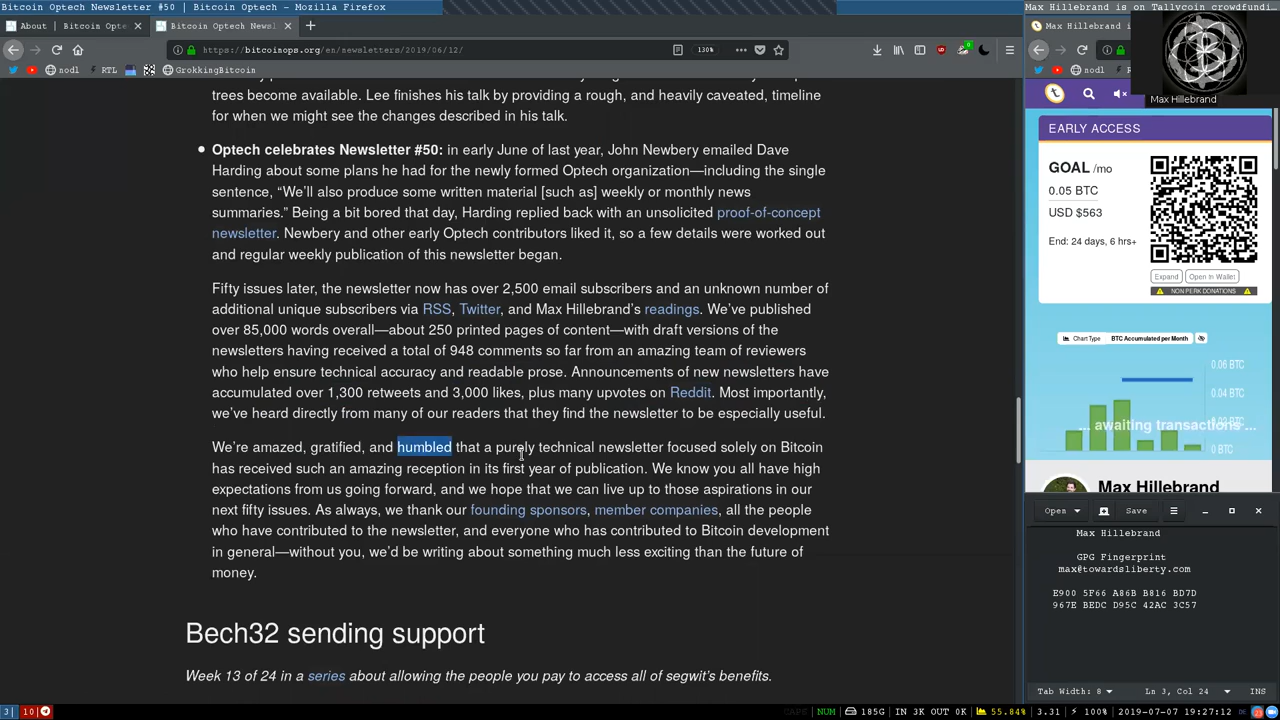 Bitcoin Optech Newsletter #50 | Bitcoin Optech - Mozilla Firefox
Max Hillebrand is on Tallycoin crowdfundi
About | Bitcoin Opte
Bitcoin Optech Newsl
Max Hillebrand i
https://bitcoinops.org/en/newsletters/2019/06/12/
130%
nodl
RTL
GrokkingBitcoin
nodl
Max Hillebrand
trees become available. Lee finishes his talk by providing a rough, and heavily caveated, timeline
for when we might see the changes described in his talk.
Optech celebrates Newsletter #50: in early June of last year, John Newbery emailed Dave
Harding about some plans he had for the newly formed Optech organization—including the single
sentence, “We’ll also produce some written material [such as] weekly or monthly news
summaries.” Being a bit bored that day, Harding replied back with an unsolicited proof-of-concept
newsletter. Newbery and other early Optech contributors liked it, so a few details were worked out
and regular weekly publication of this newsletter began.
Fifty issues later, the newsletter now has over 2,500 email subscribers and an unknown number of
additional unique subscribers via RSS, Twitter, and Max Hillebrand’s readings. We’ve published
over 85,000 words overall—about 250 printed pages of content—with draft versions of the
newsletters having received a total of 948 comments so far from an amazing team of reviewers
who help ensure technical accuracy and readable prose. Announcements of new newsletters have
accumulated over 1,300 retweets and 3,000 likes, plus many upvotes on Reddit. Most importantly,
we’ve heard directly from many of our readers that they find the newsletter to be especially useful.
We’re amazed, gratified, and humbled that a purely technical newsletter focused solely on Bitcoin
has received such an amazing reception in its first year of publication. We know you all have high
expectations from us going forward, and we hope that we can live up to those aspirations in our
next fifty issues. As always, we thank our founding sponsors, member companies, all the people
who have contributed to the newsletter, and everyone who has contributed to Bitcoin development
in general—without you, we’d be writing about something much less exciting than the future of
money.
Bech32 sending support
Week 13 of 24 in a series about allowing the people you pay to access all of segwit’s benefits.
EARLY ACCESS
GOAL /mo
0.05 BTC
USD $563
End: 24 days, 6 hrs+
Expand
Open in Wallet
NON PERK DONATIONS
Chart Type BTC Accumulated per Month
0.06 BTC
0.04 BTC
... awaiting transactions ...
0 BTC
Max Hillebrand
Open
Save
Max Hillebrand
GPG Fingerprint
max@towardsliberty.com
E900 5F66 A86B B816 BD7D
967E BEDC D95C 42AC 3C57
Tab Width: 8
Ln 3, Col 24
INS
3
10
CAPS NUM 185G IN 3K OUT 0K 55.84% 3.31 100% 2019-07-07 19:27:12